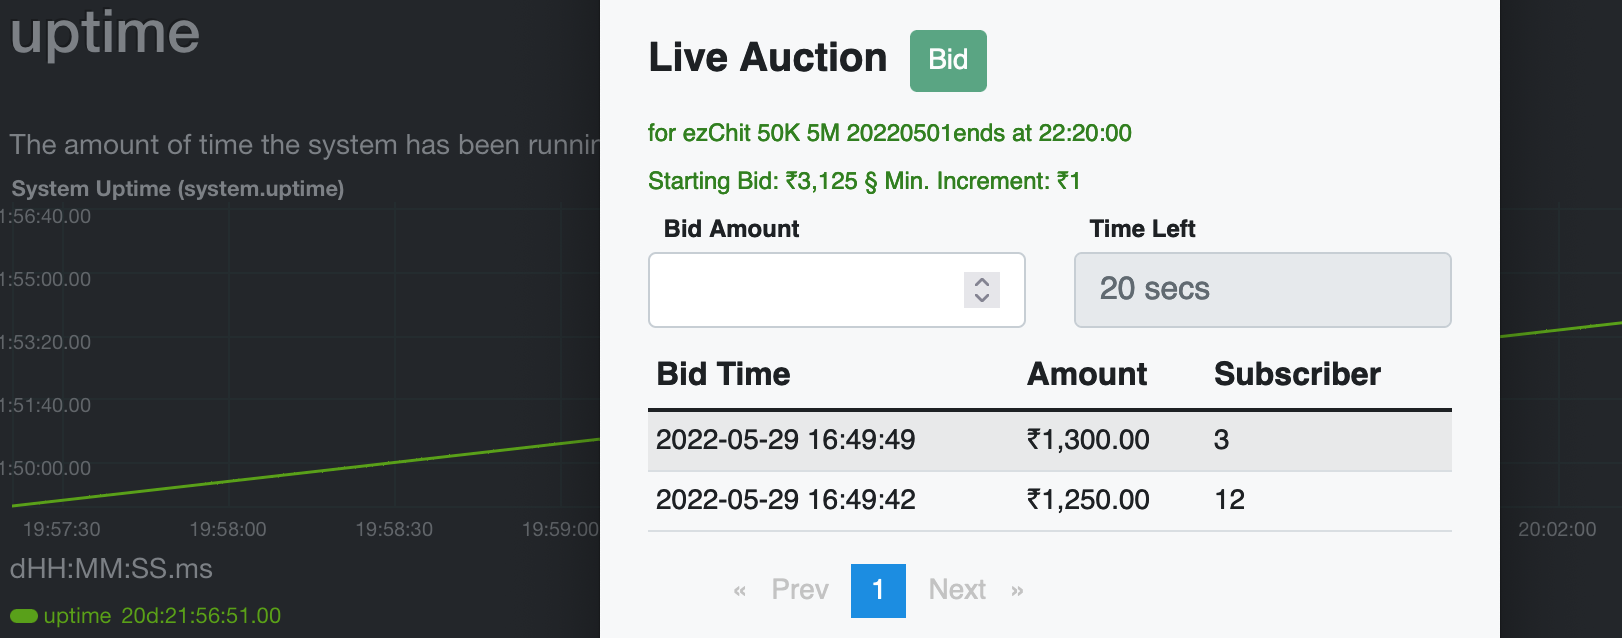 uptime
The amount of time the system has been runnin
System Uptime (system.uptime)
1:56:40.00
1:55:00.00
1:53:20.00
1:51:40.00
1:50:00.00
19:57:30 19:58:00 19:58:30 19:59:00 20:02:00
dHH:MM:SS.ms
uptime 20d:21:56:51.00
Live Auction Bid
for ezChit 50K 5M 20220501ends at 22:20:00
Starting Bid: ₹3,125 § Min. Increment: ₹1
Bid Amount Time Left
20 secs
Bid Time Amount Subscriber
2022-05-29 16:49:49 ₹1,300.00 3
2022-05-29 16:49:42 ₹1,250.00 12
« Prev 1 Next »